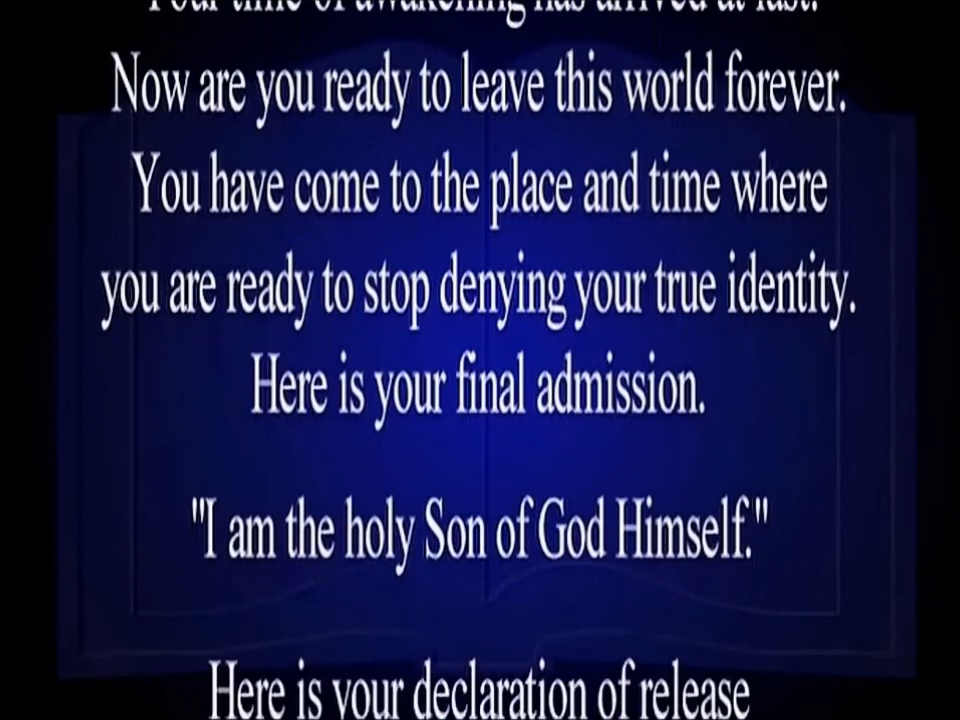 Your time of awakening has arrived at last.
Now are you ready to leave this world forever.
You have come to the place and time where
you are ready to stop denying your true identity.
Here is your final admission.
"I am the holy Son of God Himself."
Here is your declaration of release